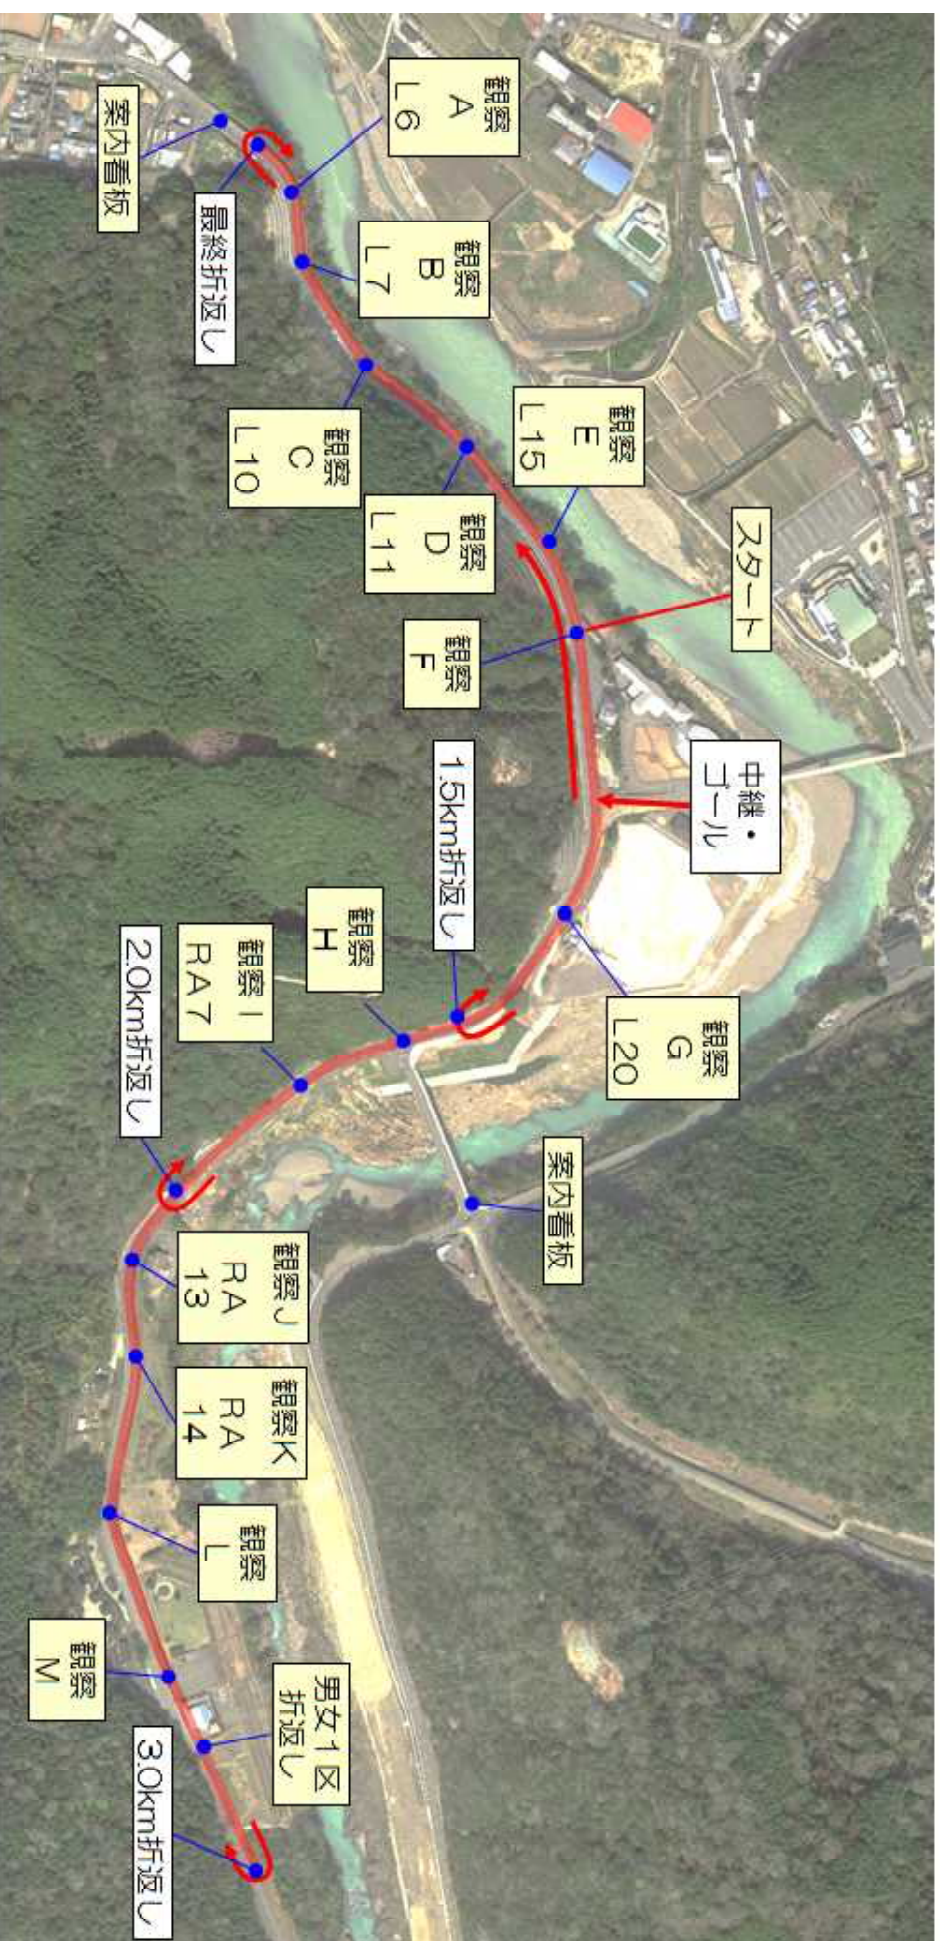 観察
A
L6
案内看板
最終折返し
観察
B
L7
観察
C
L10
観察
E
L15
観察
D
L11
スタート
観察
F
中継・
ゴール
1.5km折返し
観察
H
観察I
RA7
2.0km折返し
観察
G
L20
案内看板
観察J
RA
13
観察K
RA
14
観察
L
観察
M
男女1区
折返し
3.0km折返し